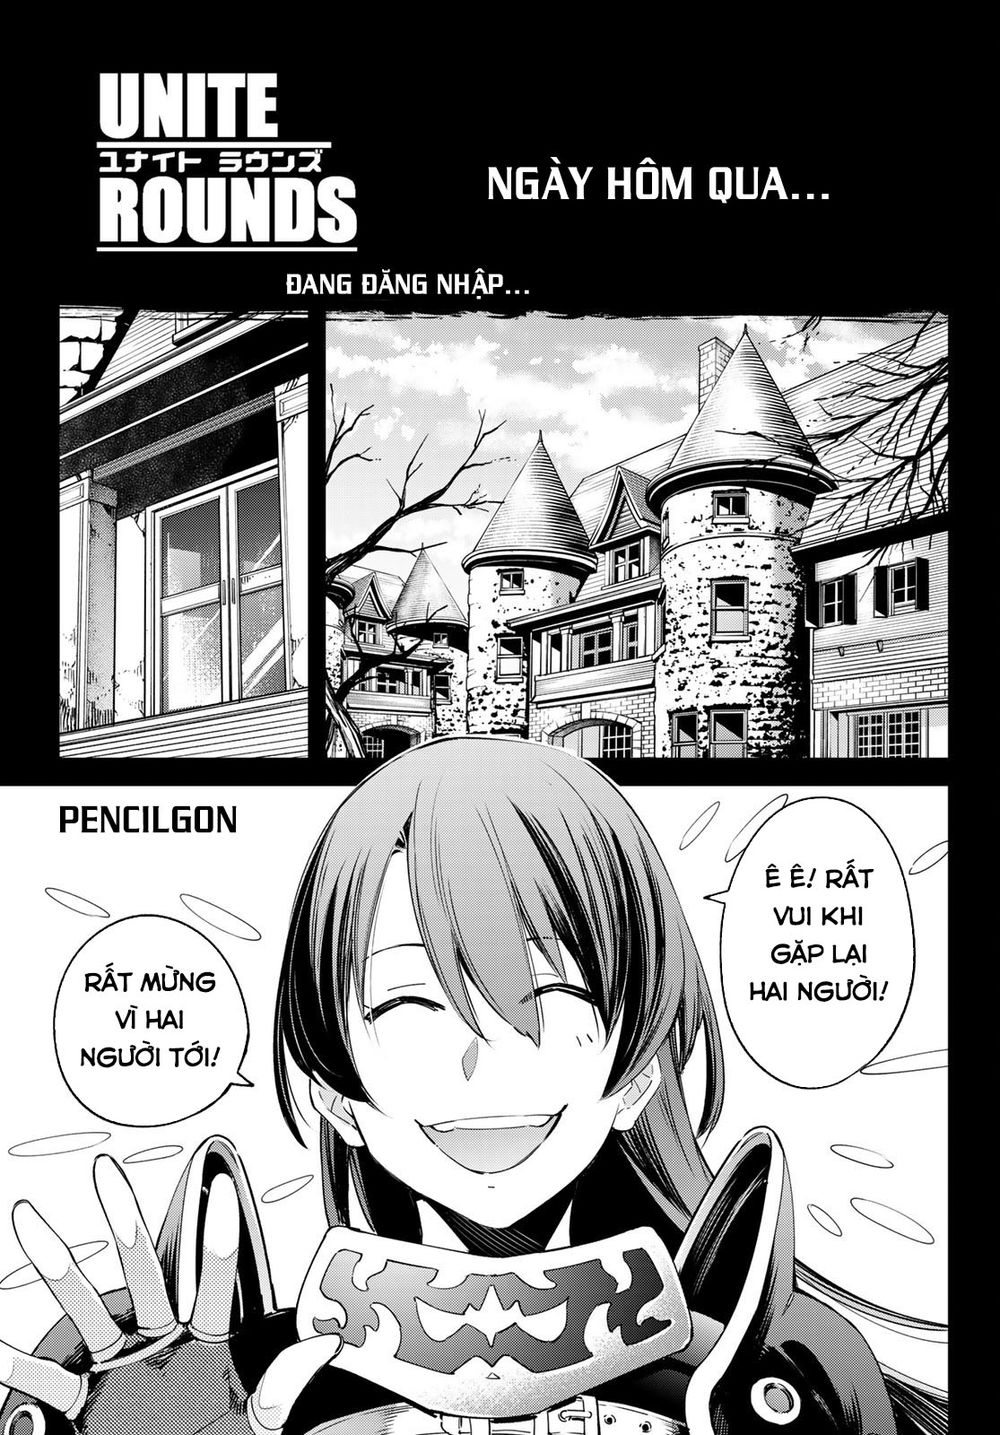 UNITE
ユナイト ラウンズ
ROUNDS
NGÀY HÔM QUA...
ĐANG ĐĂNG NHẬP...
PENCILGON
Ê Ê! RẤT
VUI KHI
GẶP LẠI
HAI NGƯỜI!
RẤT MỪNG
VÌ HAI
NGƯỜI TỚI!